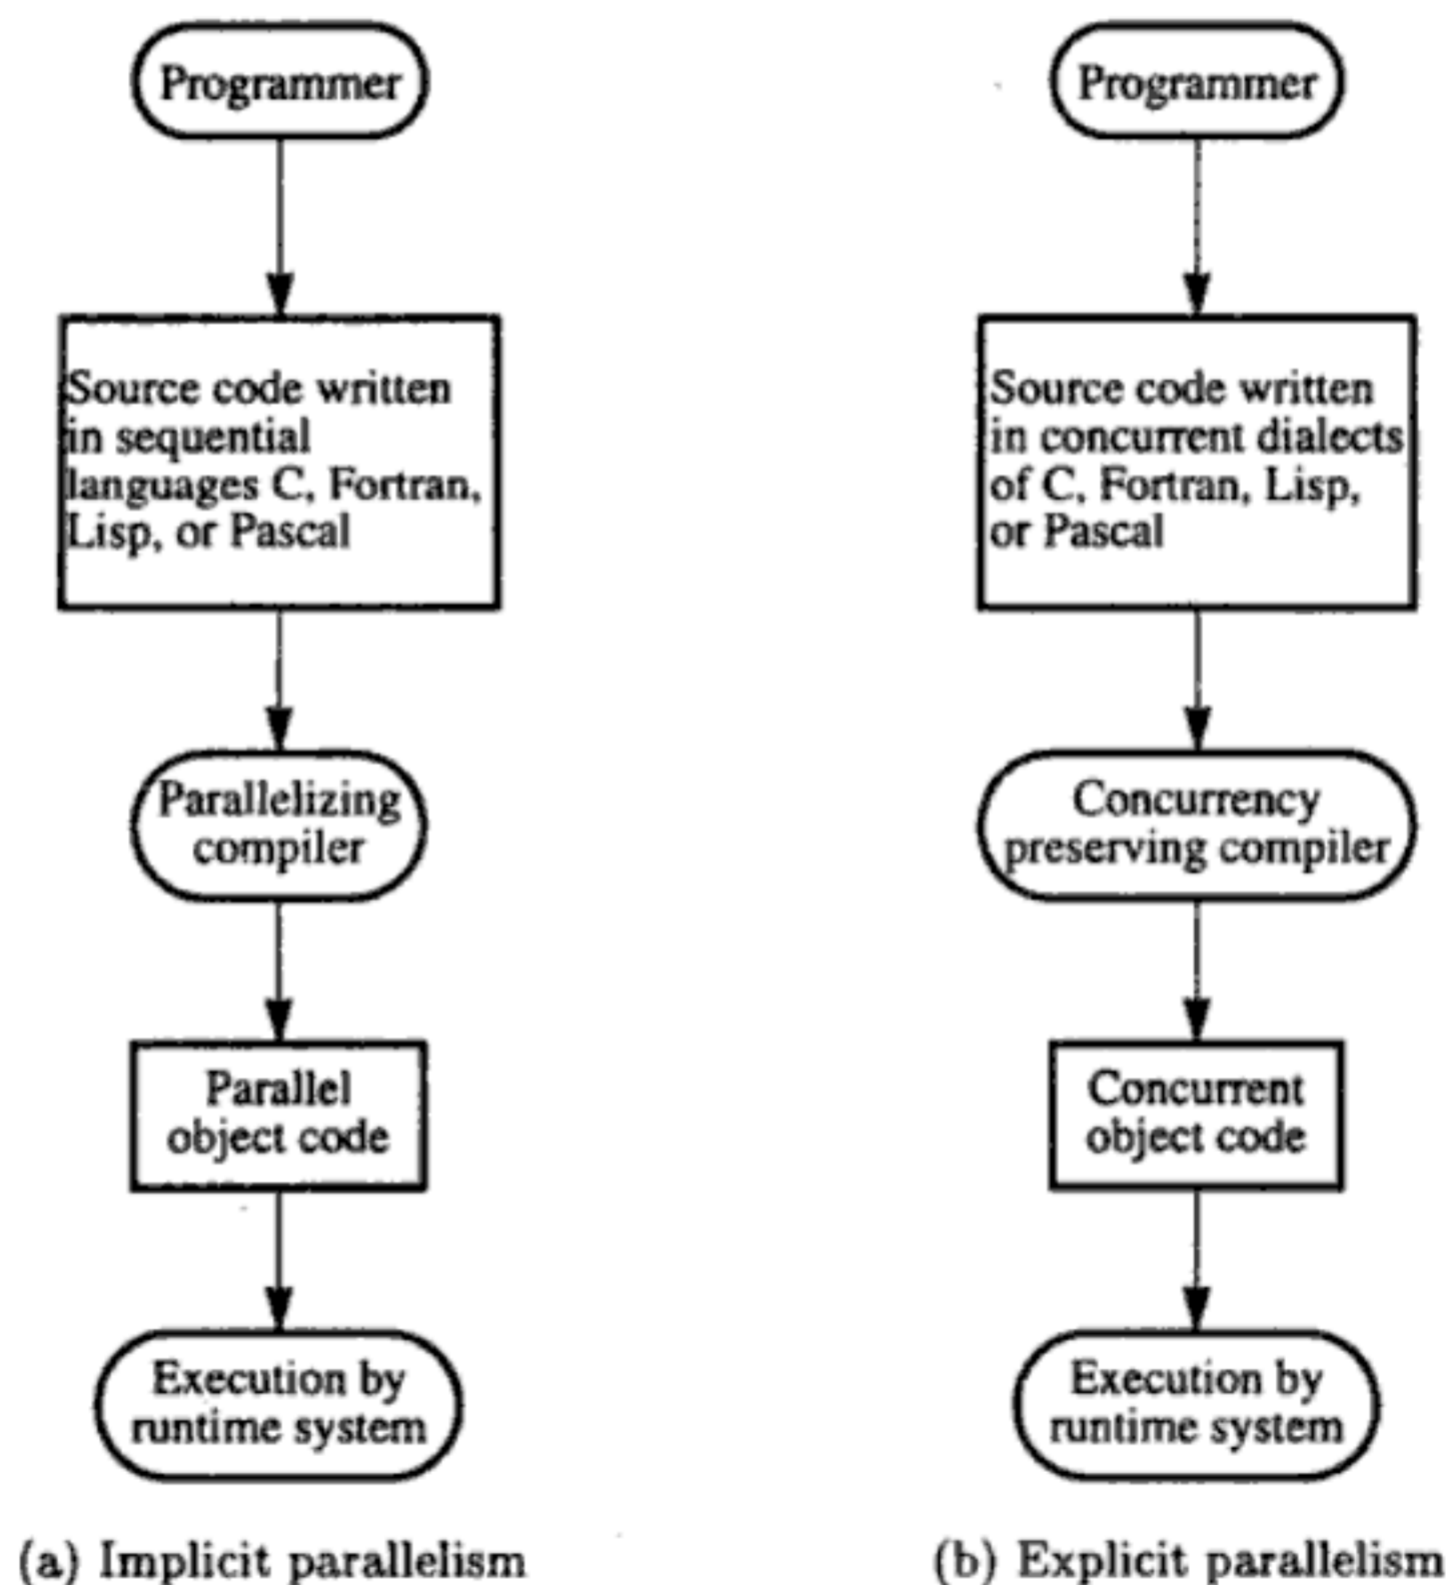 Programmer
Source code written
in sequential
languages C, Fortran,
Lisp, or Pascal
Parallelizing
compiler
Parallel
object code
Execution by
runtime system
(a) Implicit parallelism
Programmer
Source code written
in concurrent dialects
of C, Fortran, Lisp,
or Pascal
Concurrency
preserving compiler
Concurrent
object code
Execution by
runtime system
(b) Explicit parallelism